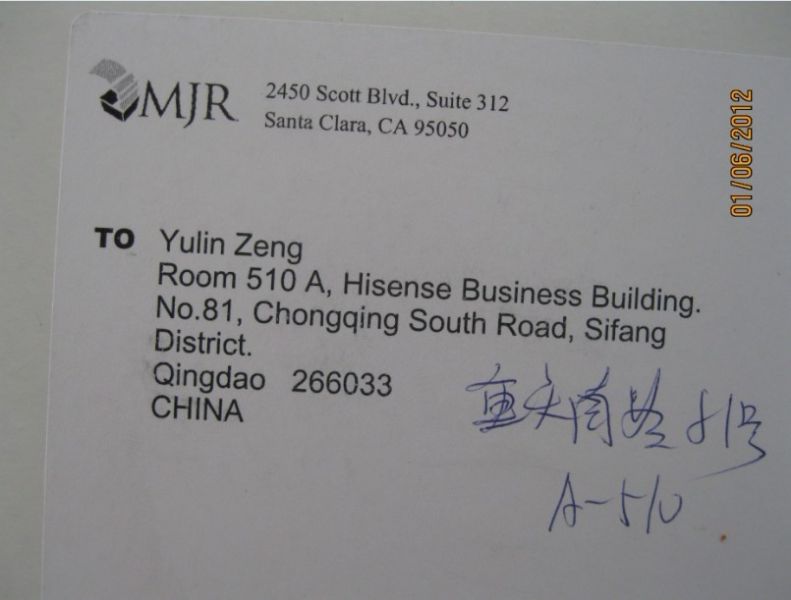 MJR
2450 Scott Blvd., Suite 312
Santa Clara, CA 95050
01/06/2012
TO Yulin Zeng
Room 510 A, Hisense Business Building.
No.81, Chongqing South Road, Sifang
District.
Qingdao 266033
CHINA
重庆南路81号
A-510